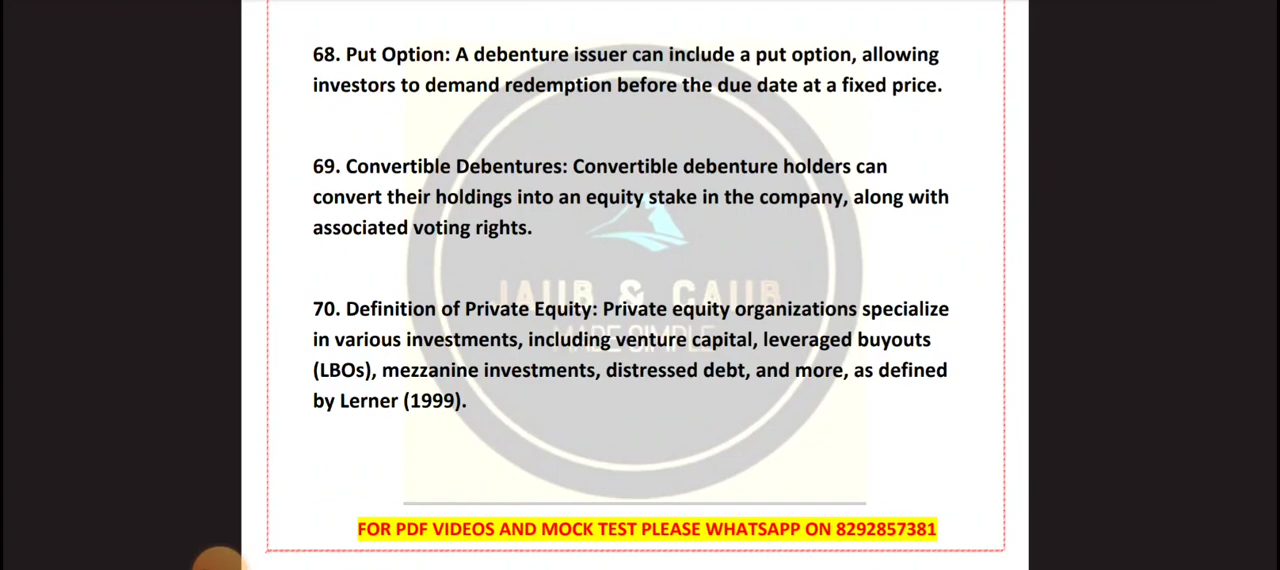 68. Put Option: A debenture issuer can include a put option, allowing
investors to demand redemption before the due date at a fixed price.
69. Convertible Debentures: Convertible debenture holders can
convert their holdings into an equity stake in the company, along with
associated voting rights.
JAIIB & CAIIB
70. Definition of Private Equity: Private equity organizations specialize
MADE SIMPLE
in various investments, including venture capital, leveraged buyouts
(LBOs), mezzanine investments, distressed debt, and more, as defined
by Lerner (1999).
FOR PDF VIDEOS AND MOCK TEST PLEASE WHATSAPP ON 8292857381